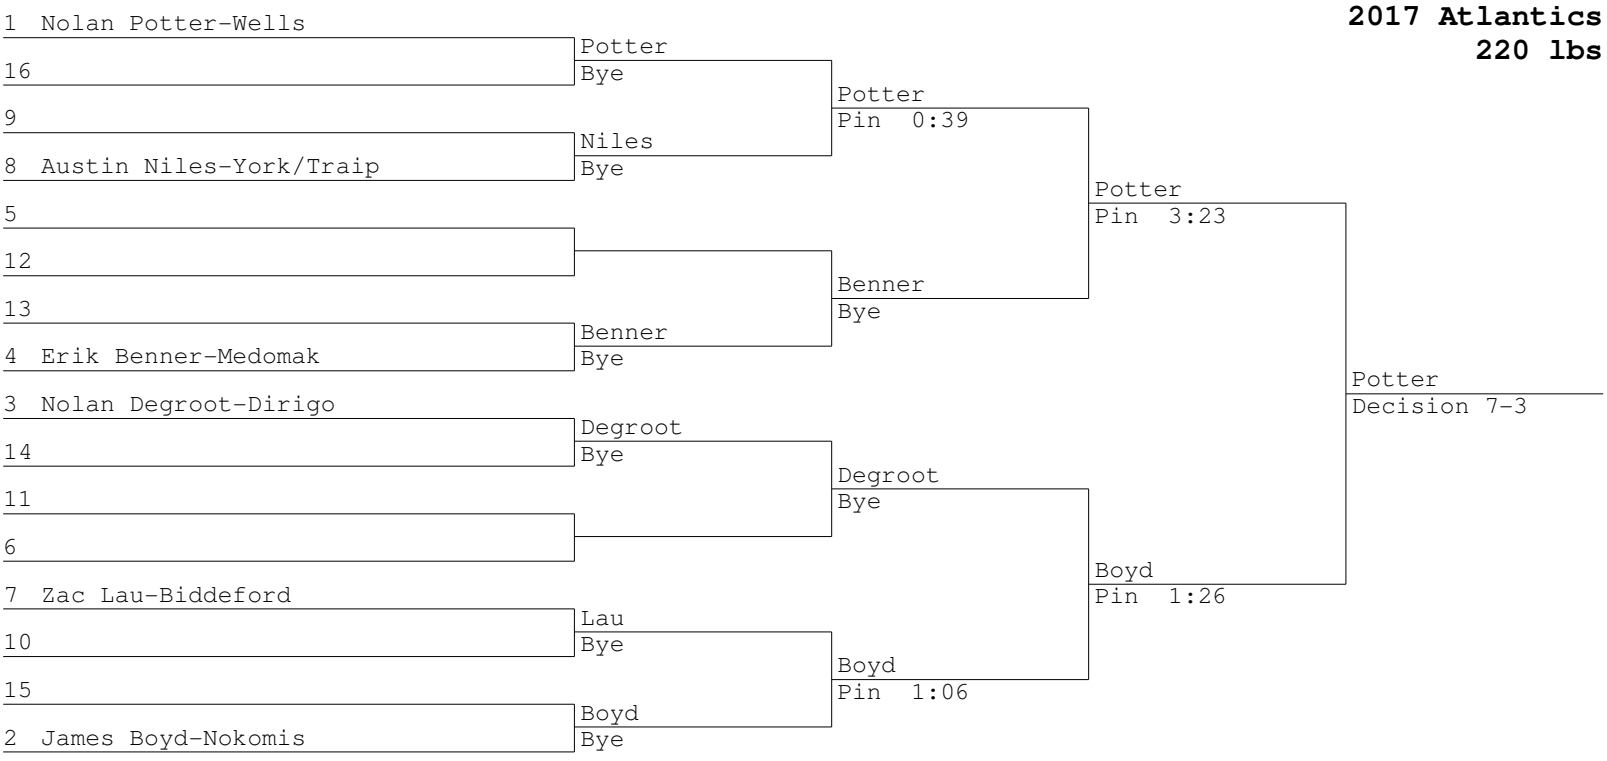 2017 Atlantics
220 lbs
1 Nolan Potter-Wells
16
9
8 Austin Niles-York/Traip
5
12
13
4 Erik Benner-Medomak
3 Nolan Degroot-Dirigo
14
11
6
7 Zac Lau-Biddeford
10
15
2 James Boyd-Nokomis
Potter
Bye
Niles
Bye
Benner
Bye
Degroot
Bye
Lau
Bye
Boyd
Bye
Potter
Pin 0:39
Benner
Bye
Degroot
Bye
Boyd
Pin 1:06
Potter
Pin 3:23
Boyd
Pin 1:26
Potter
Decision 7-3